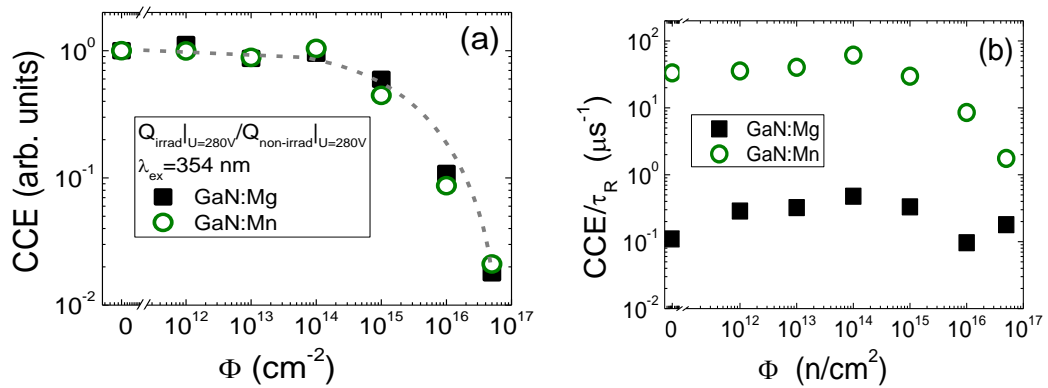 (a)
CCE (arb. units)
10^0
10^-1
10^-2
Q_irrad|_U=280V/Q_non-irrad|_U=280V
λ_ex=354 nm
GaN:Mg
GaN:Mn
0 10^12 10^13 10^14 10^15 10^16 10^17
Φ (cm^-2)
(b)
CCE/τ_R (μs^-1)
10^3
10^2
10^1
10^0
10^-1
10^-2
GaN:Mg
GaN:Mn
0 10^12 10^13 10^14 10^15 10^16 10^17
Φ (n/cm^2)